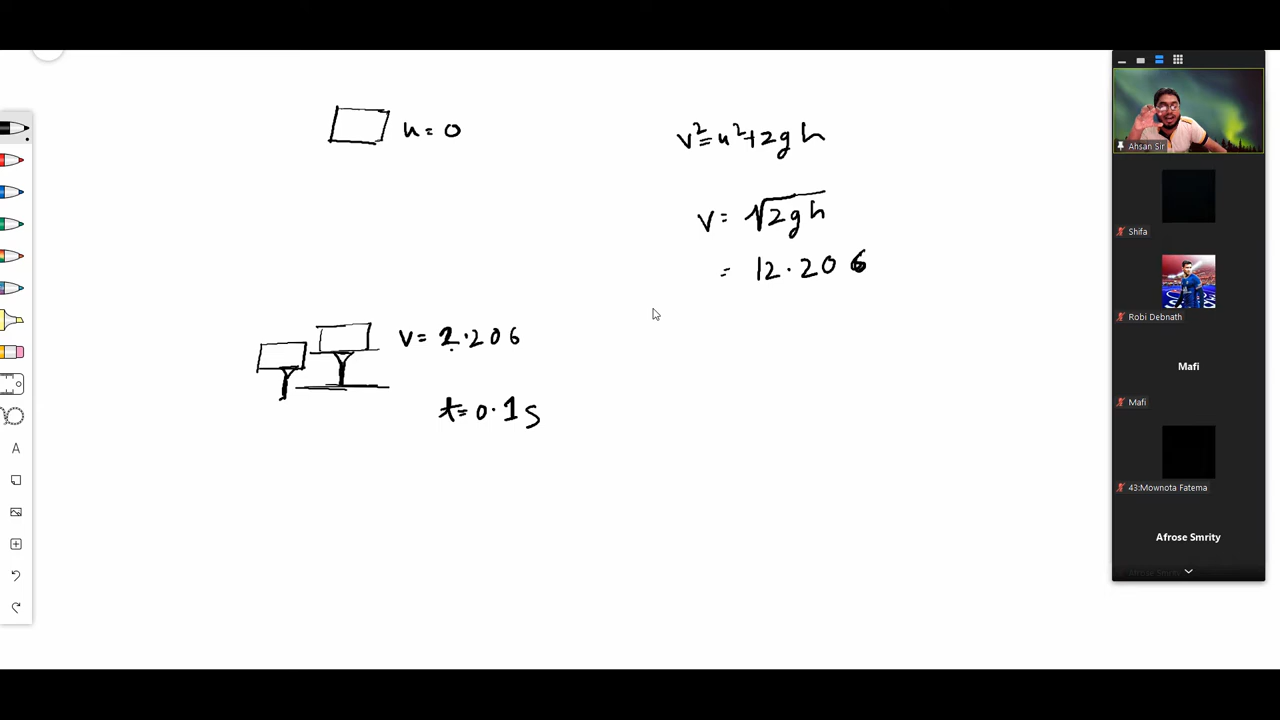 u = 0
v²= u²+2gh
v = √2gh
= 12.206
v= 2.206
t= 0.1s
A
Ahsan Sir
Shifa
Robi Debnath
Mafi
Mafi
43:Mownota Fatema
Afrose Smrity